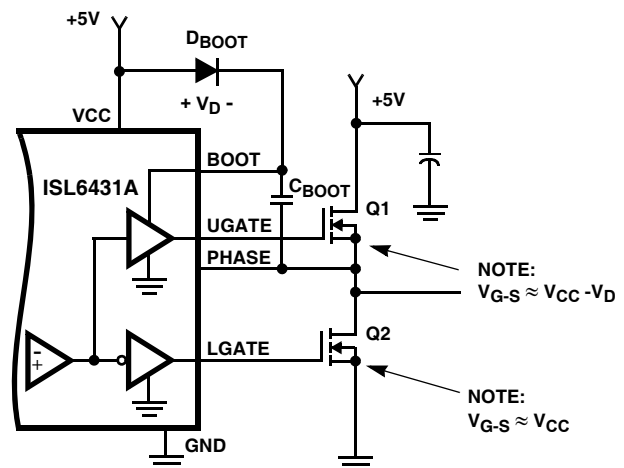 +5V
DBOOT
+ VD -
VCC
+5V
BOOT
ISL6431A
CBOOT
Q1
UGATE
PHASE
NOTE:
VG-S ≈ VCC -VD
Q2
LGATE
-
+
NOTE:
VG-S ≈ VCC
GND